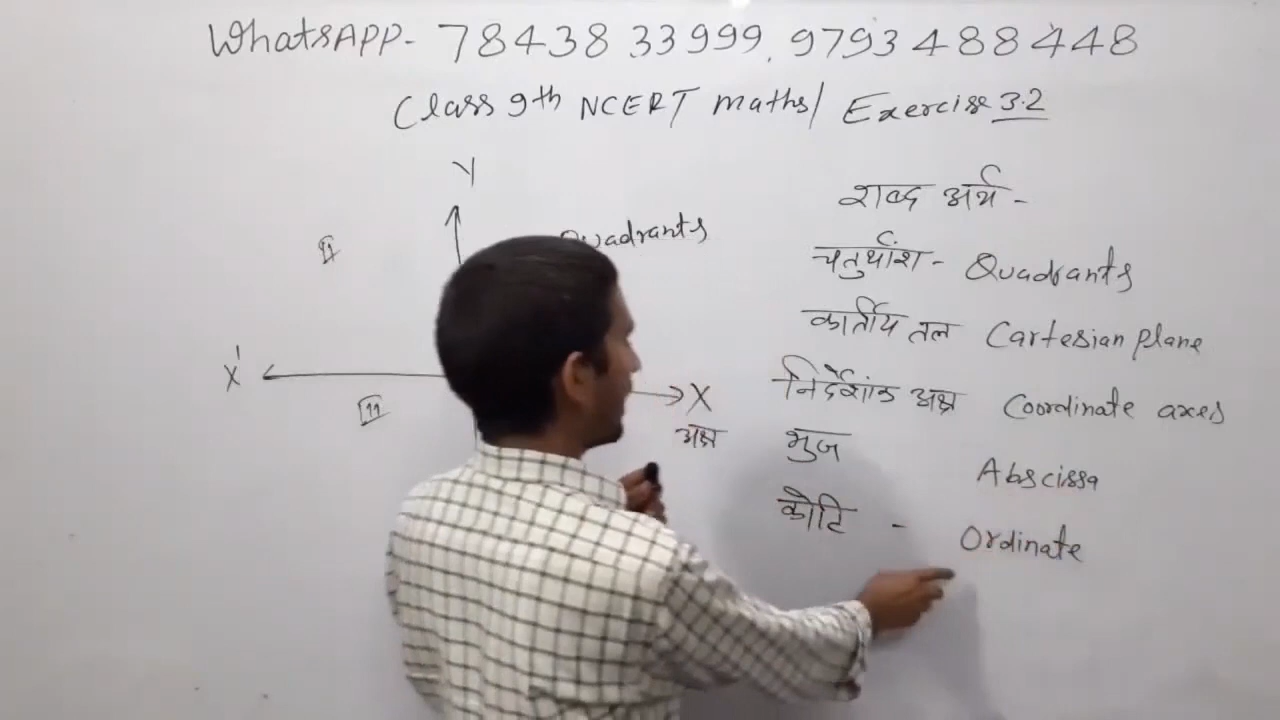 WhatsAPP- 78438 33999, 9793 488448
Class 9th NCERT maths/ Exercise 3.2
Y
शब्द अर्थ -
II
Quadrants
चतुर्थांश - Quadrants
कार्तीय तल Cartesian plane
X'
X
निर्देशांक अक्ष Coordinate axes
III
अक्ष
भुज Abscissa
कोटि - Ordinate